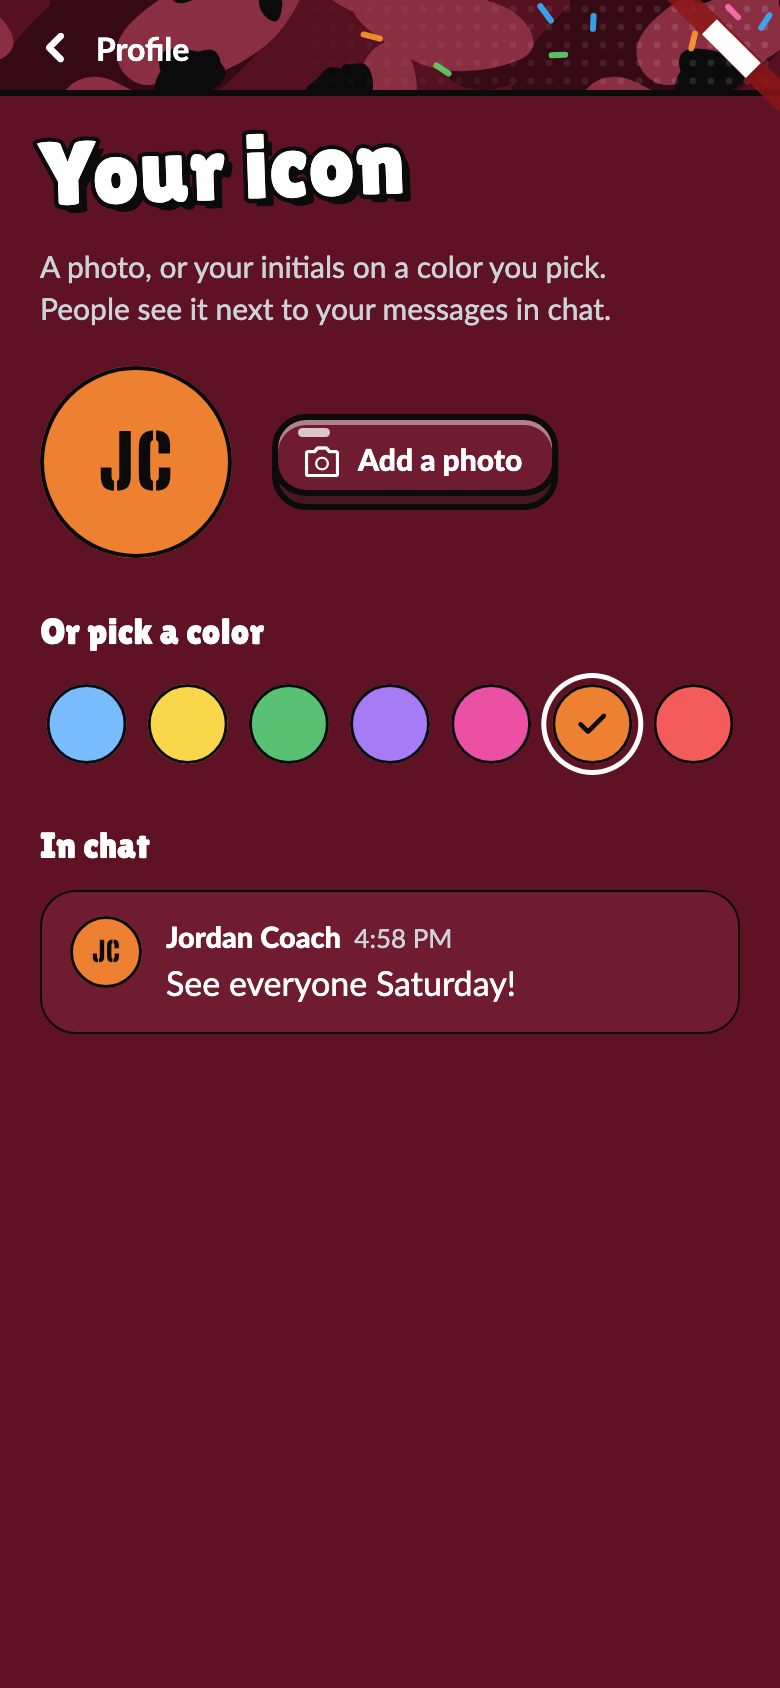 Profile
Your icon
A photo, or your initials on a color you pick.
People see it next to your messages in chat.
JC
Add a photo
Or pick a color
In chat
JC
Jordan Coach 4:58 PM
See everyone Saturday!